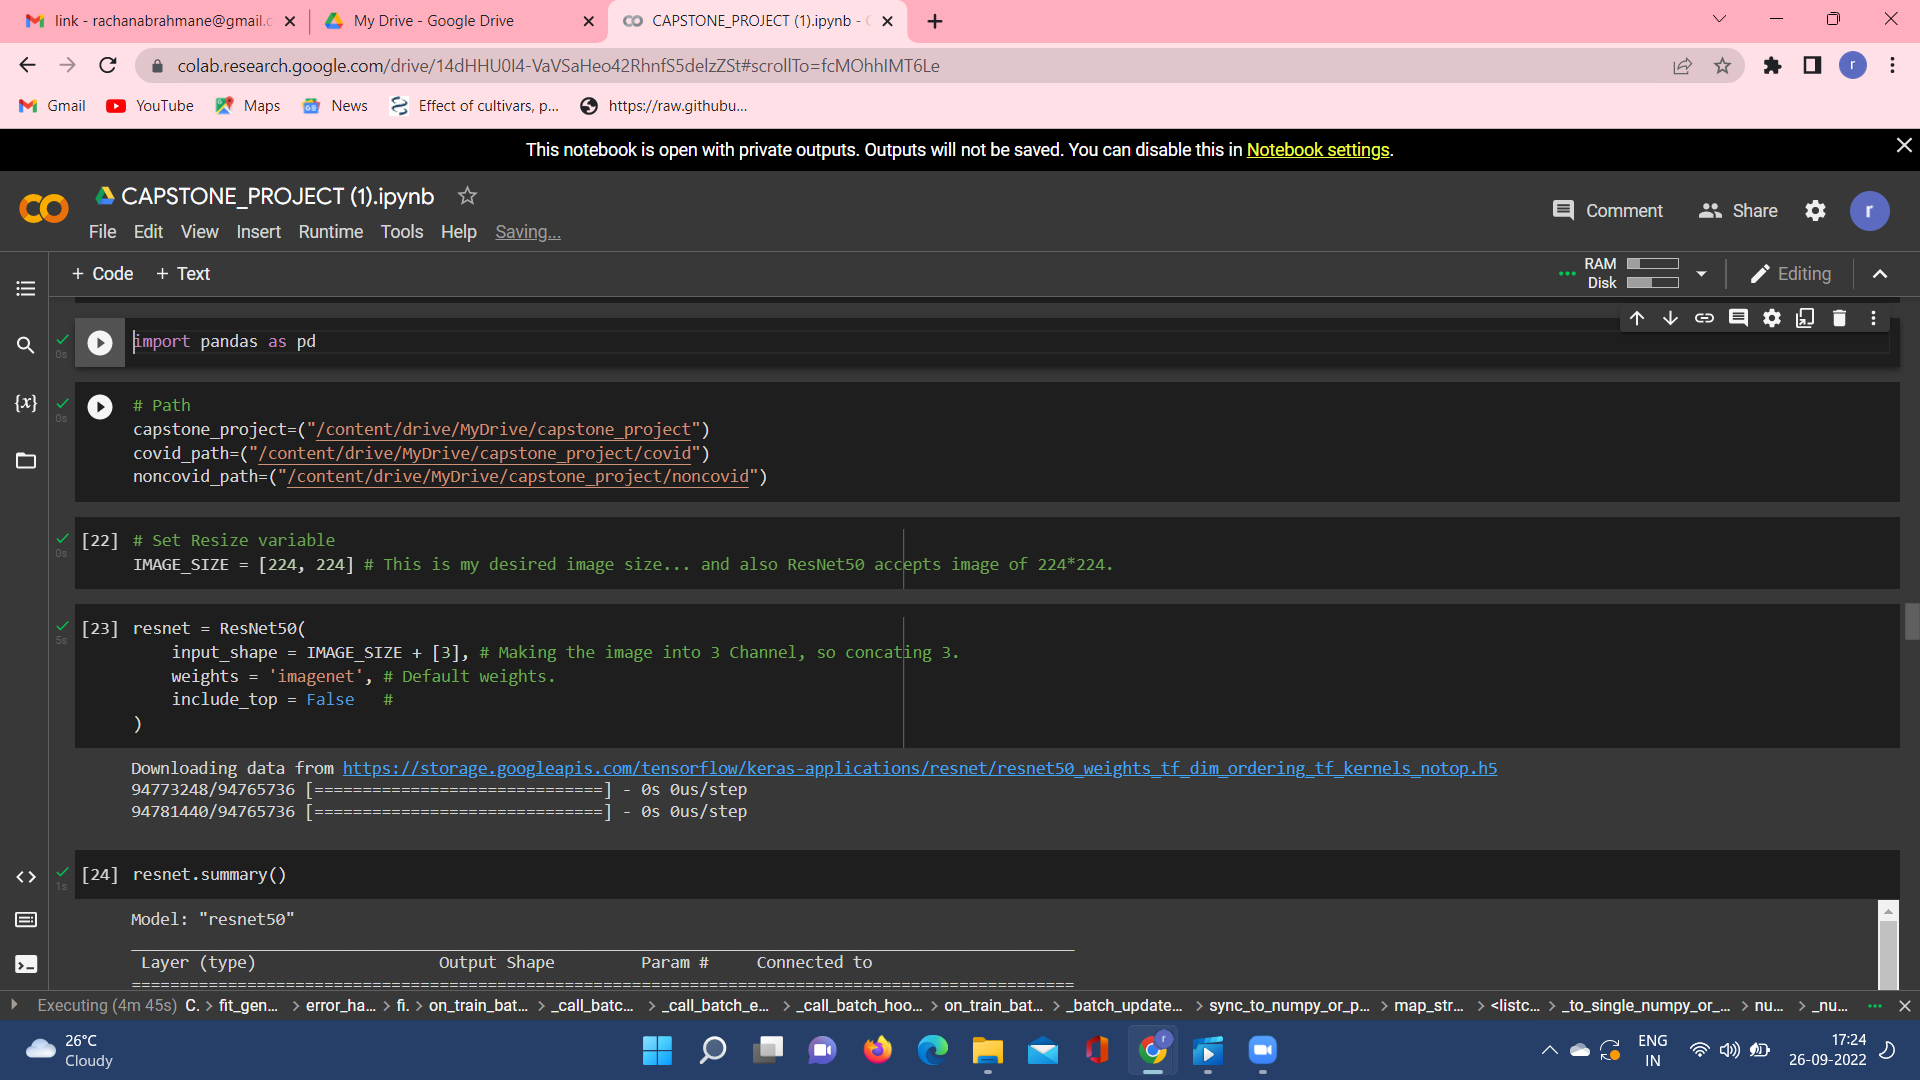 link - rachanabrahmane@gmail.c
My Drive - Google Drive
CAPSTONE_PROJECT (1).ipynb -
colab.research.google.com/drive/14dHHU0I4-VaVSaHeo42RhnfS5delzZSt#scrollTo=fcMOhhIMT6Le
r
Gmail YouTube Maps News Effect of cultivars, p... https://raw.githubu...
This notebook is open with private outputs. Outputs will not be saved. You can disable this in Notebook settings.
CAPSTONE_PROJECT (1).ipynb
Comment Share r
File Edit View Insert Runtime Tools Help Saving...
+ Code + Text
RAM
Disk
Editing
import pandas as pd
0s
# Path
0s
capstone_project=("/content/drive/MyDrive/capstone_project")
covid_path=("/content/drive/MyDrive/capstone_project/covid")
noncovid_path=("/content/drive/MyDrive/capstone_project/noncovid")
[22] # Set Resize variable
0s
IMAGE_SIZE = [224, 224] # This is my desired image size... and also ResNet50 accepts image of 224*224.
[23] resnet = ResNet50(
5s
input_shape = IMAGE_SIZE + [3], # Making the image into 3 Channel, so concating 3.
weights = 'imagenet', # Default weights.
include_top = False #
)
Downloading data from https://storage.googleapis.com/tensorflow/keras-applications/resnet/resnet50_weights_tf_dim_ordering_tf_kernels_notop.h5
94773248/94765736 [==============================] - 0s 0us/step
94781440/94765736 [==============================] - 0s 0us/step
[24] resnet.summary()
1s
Model: "resnet50"
Layer (type) Output Shape Param # Connected to
Executing (4m 45s) C. > fit_gen... > error_ha... > fi. > on_train_bat... > _call_batc... > _call_batch_e... > _call_batch_hoo... > on_train_bat... > _batch_update... > sync_to_numpy_or_p... > map_str... > <listc... > _to_single_numpy_or_... > nu... > _nu...
26°C
Cloudy
ENG
IN
17:24
26-09-2022